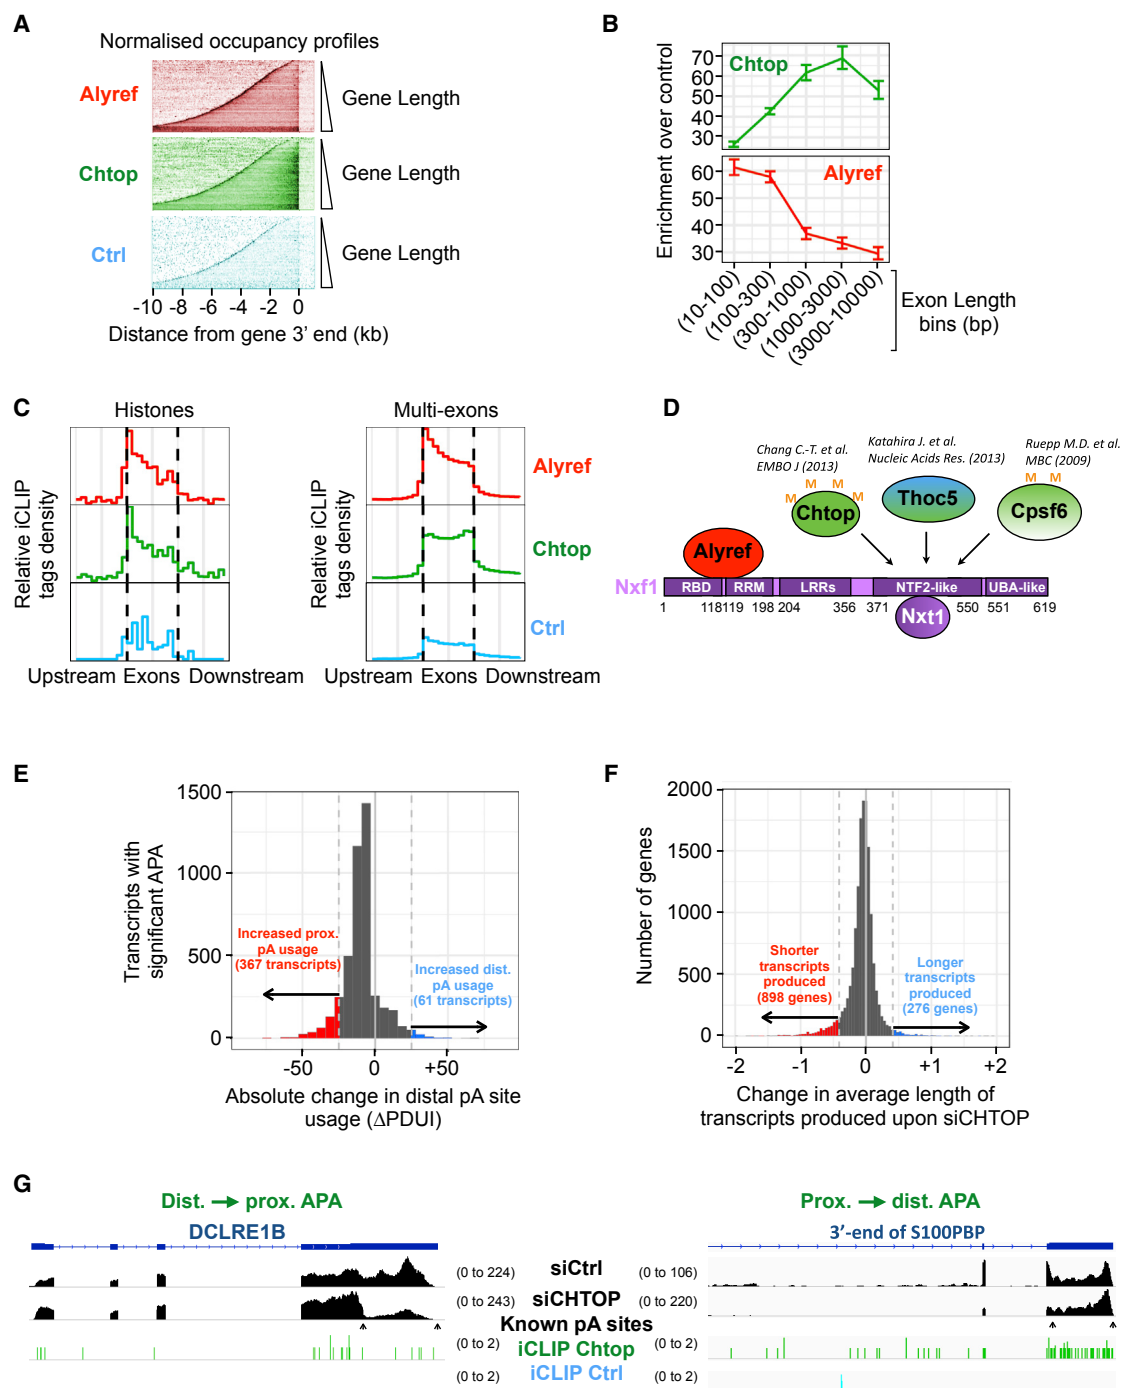 A
Normalised occupancy profiles
Alyref
Gene Length
Chtop
Gene Length
Ctrl
Gene Length
-10 -8 -6 -4 -2 0
Distance from gene 3' end (kb)
B
Enrichment over control
70
60
50
40
30
Chtop
60
50
40
30
Alyref
(10-100)
(100-300)
(300-1000)
(1000-3000)
(3000-10000)
Exon Length
bins (bp)
C
Histones
Multi-exons
Relative iCLIP
tags density
Relative iCLIP
tags density
Alyref
Chtop
Ctrl
Upstream Exons Downstream
Upstream Exons Downstream
D
Chang C.-T. et al.
EMBO J (2013)
Katahira J. et al.
Nucleic Acids Res. (2013)
Ruepp M.D. et al.
MBC (2009)
M M M M
M M
Chtop
Thoc5
Cpsf6
Alyref
Nxf1
RBD RRM LRRs NTF2-like UBA-like
1 118 119 198 204 356 371 550 551 619
Nxt1
E
Transcripts with
significant APA
1500
1000
500
0
Increased prox.
pA usage
(367 transcripts)
Increased dist.
pA usage
(61 transcripts)
-50 0 +50
Absolute change in distal pA site
usage (ΔPDUI)
F
Number of genes
2000
1500
1000
500
0
Shorter
transcripts
produced
(898 genes)
Longer
transcripts
produced
(276 genes)
-2 -1 0 +1 +2
Change in average length of
transcripts produced upon siCHTOP
G
Dist. → prox. APA
Prox. → dist. APA
DCLRE1B
3'-end of S100PBP
(0 to 224) siCtrl (0 to 106)
(0 to 243) siCHTOP (0 to 220)
Known pA sites
(0 to 2) iCLIP Chtop (0 to 2)
(0 to 2) iCLIP Ctrl (0 to 2)